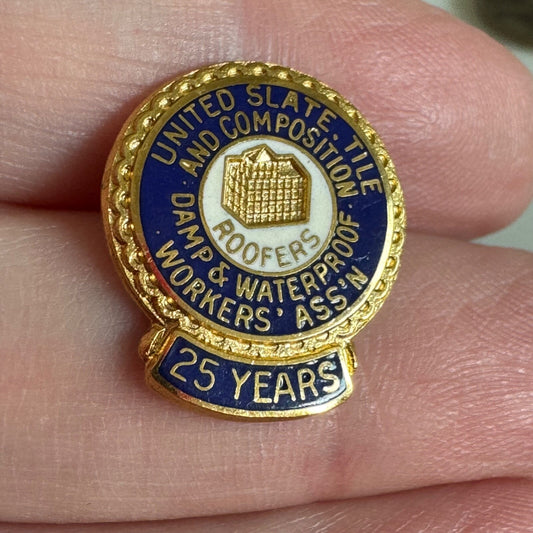 UNITED SLATE, TILE
AND COMPOSITION
ROOFERS
DAMP & WATERPROOF
WORKERS' ASS'N
25 YEARS